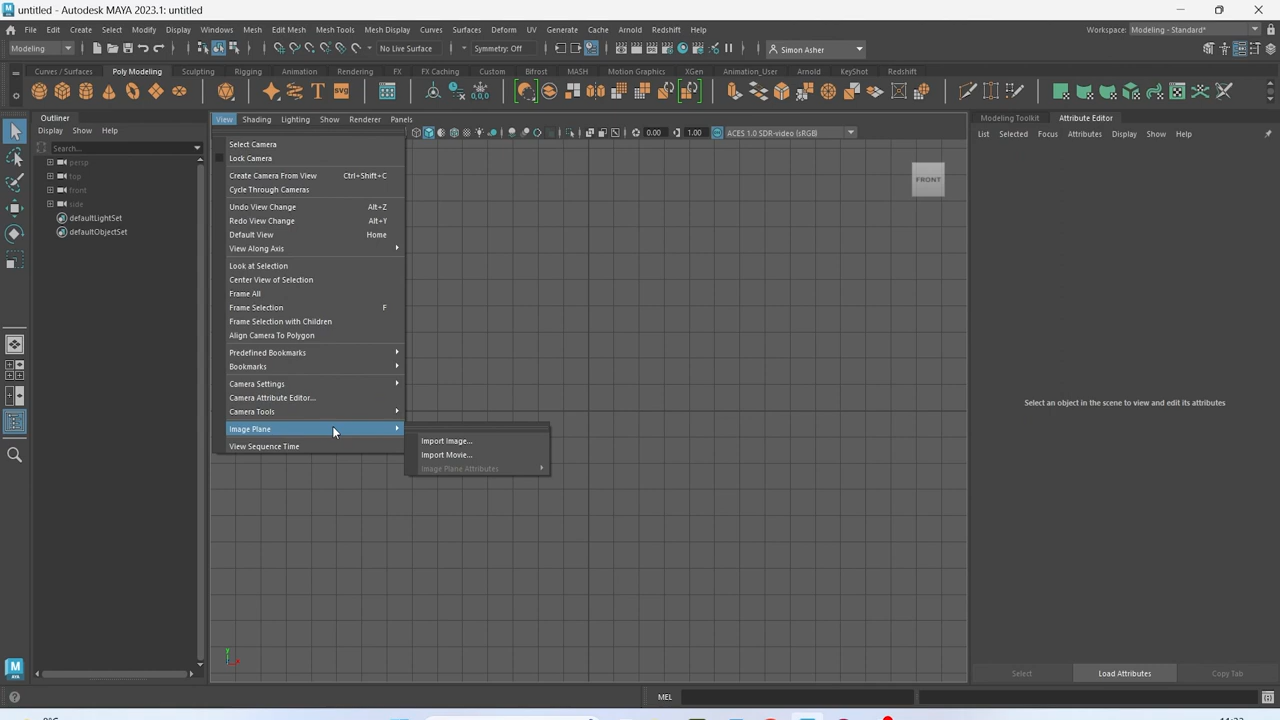 untitled - Autodesk MAYA 2023.1: untitled
File Edit Create Select Modify Display Windows Mesh Edit Mesh Mesh Tools Mesh Display Curves Surfaces Deform UV Generate Cache Arnold Redshift Help Workspace: Modeling - Standard*
Modeling No Live Surface Symmetry: Off Simon Asher
Curves / Surfaces Poly Modeling Sculpting Rigging Animation Rendering FX FX Caching Custom Bifrost MASH Motion Graphics XGen Animation_User Arnold KeyShot Redshift
T SVG
Outliner
Display Show Help
Search...
persp
top
front
side
defaultLightSet
defaultObjectSet
View Shading Lighting Show Renderer Panels
0.00 1.00 ACES 1.0 SDR-video (sRGB)
Select Camera
Lock Camera
Create Camera From View Ctrl+Shift+C
Cycle Through Cameras
Undo View Change Alt+Z
Redo View Change Alt+Y
Default View Home
View Along Axis
Look at Selection
Center View of Selection
Frame All
Frame Selection F
Frame Selection with Children
Align Camera To Polygon
Predefined Bookmarks
Bookmarks
Camera Settings
Camera Attribute Editor...
Camera Tools
Image Plane
View Sequence Time
Import Image...
Import Movie...
Image Plane Attributes
FRONT
Modeling Toolkit Attribute Editor
List Selected Focus Attributes Display Show Help
Select an object in the scene to view and edit its attributes
Select Load Attributes Copy Tab
MEL